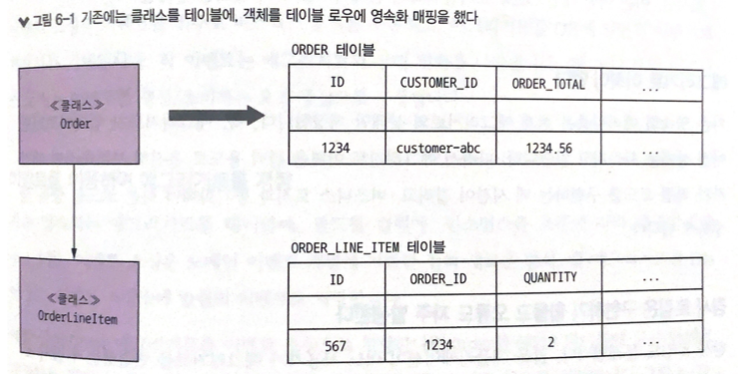 ♥ 그림 6-1 기존에는 클래스를 테이블에, 객체를 테이블 로우에 영속화 매핑을 했다
ORDER 테이블
ID CUSTOMER_ID ORDER_TOTAL ...
1234 customer-abc 1234.56 ...
≪클래스≫
Order
ORDER_LINE_ITEM 테이블
ID ORDER_ID QUANTITY ...
567 1234 2 ...
≪클래스≫
OrderLineItem